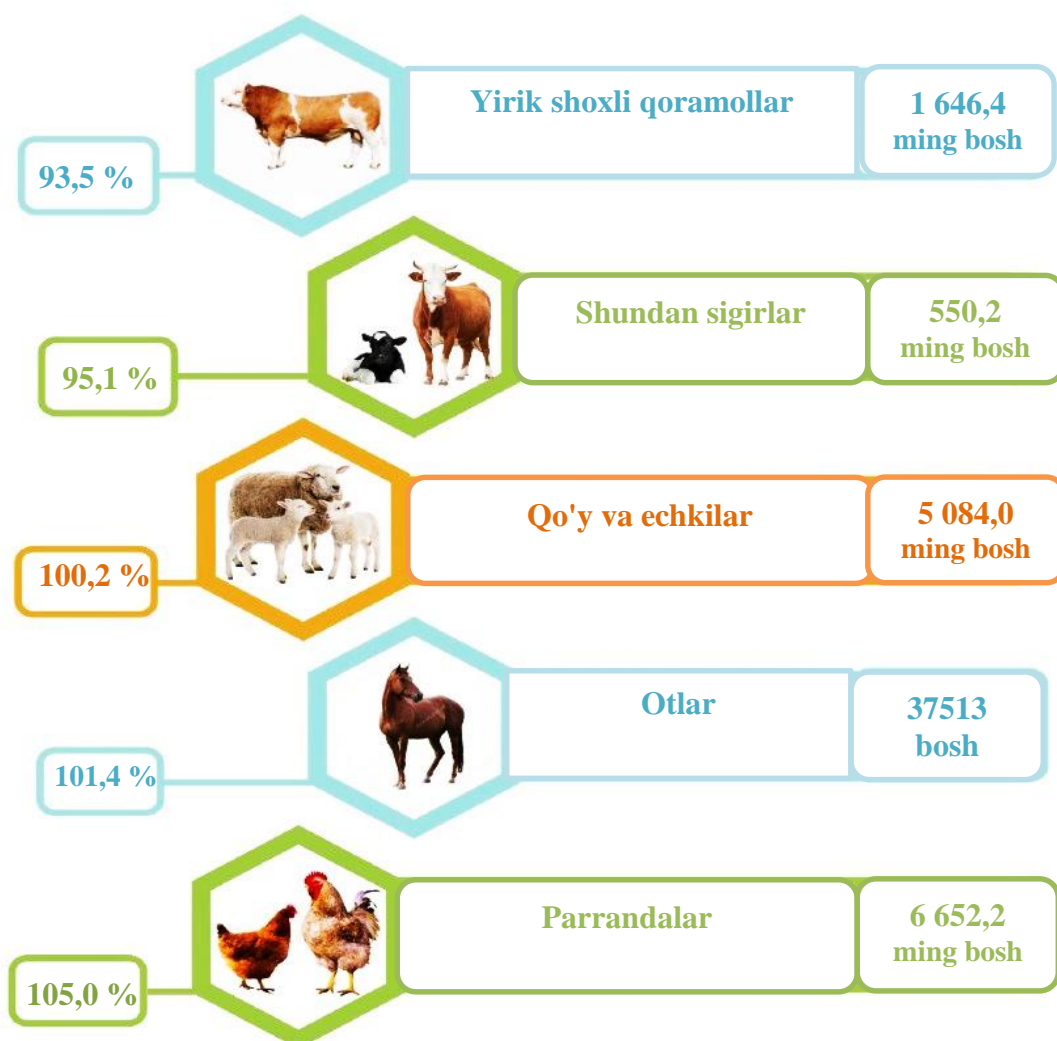 Yirik shoxli qoramollar
1 646,4
ming bosh
93,5 %
Shundan sigirlar
550,2
ming bosh
95,1 %
Qo'y va echkilar
5 084,0
ming bosh
100,2 %
Otlar
37513
bosh
101,4 %
Parrandalar
6 652,2
ming bosh
105,0 %